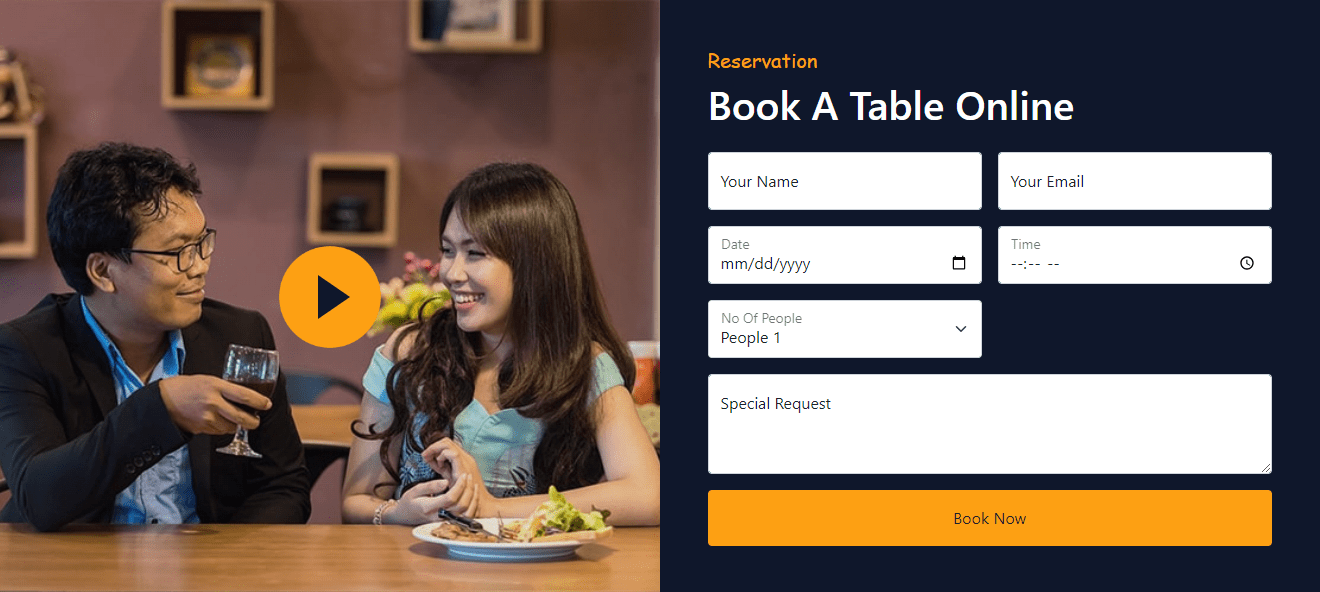 Reservation
Book A Table Online
Your Name
Your Email
Date
mm/dd/yyyy
Time
--:-- --
No Of People
People 1
Special Request
Book Now